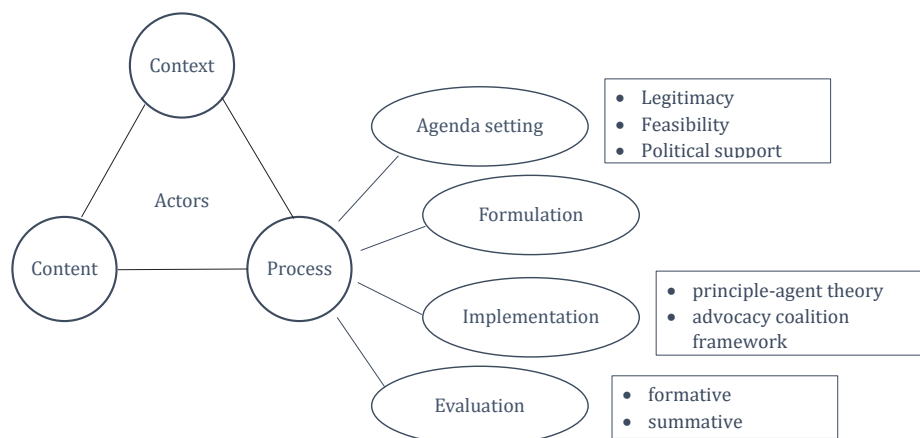 Context
Agenda setting
• Legitimacy
• Feasibility
• Political support
Actors
Formulation
Content
Process
Implementation
• principle-agent theory
• advocacy coalition
framework
Evaluation
• formative
• summative